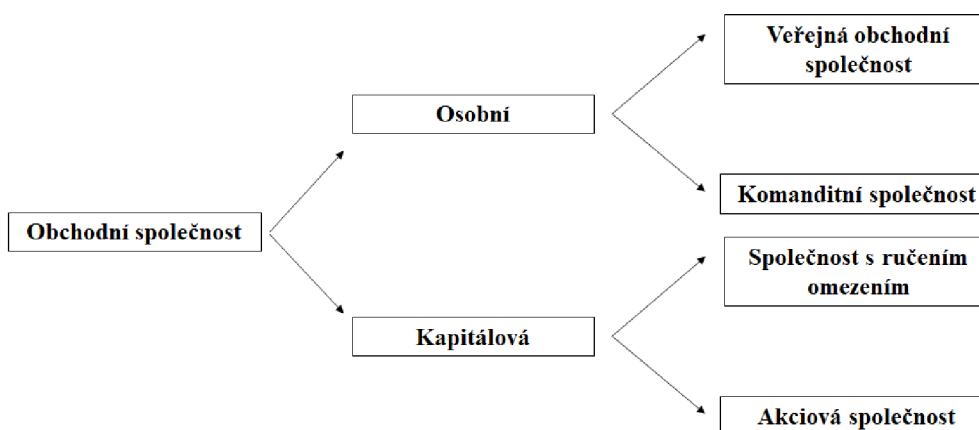 Veřejná obchodní
společnost
Osobní
Komanditní společnost
Obchodní společnost
Společnost s ručením
omezením
Kapitálová
Akciová společnost